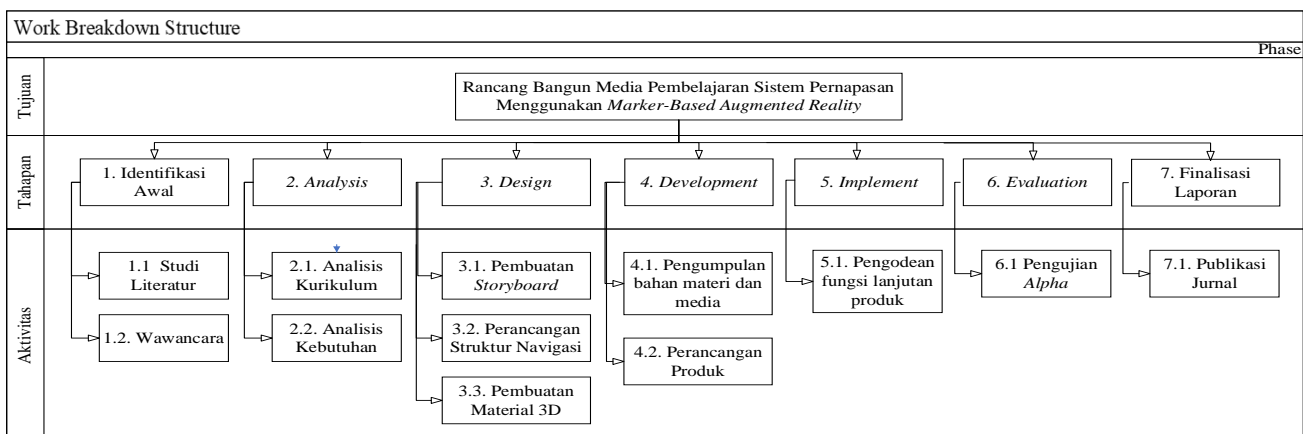 Work Breakdown Structure
Phase
Tujuan
Rancang Bangun Media Pembelajaran Sistem Pernapasan
Menggunakan Marker-Based Augmented Reality
Tahapan
1. Identifikasi
Awal
2. Analysis
3. Design
4. Development
5. Implement
6. Evaluation
7. Finalisasi
Laporan
Aktivitas
1.1 Studi
Literatur
1.2. Wawancara
2.1. Analisis
Kurikulum
2.2. Analisis
Kebutuhan
3.1. Pembuatan
Storyboard
3.2. Perancangan
Struktur Navigasi
3.3. Pembuatan
Material 3D
4.1. Pengumpulan
bahan materi dan
media
4.2. Perancangan
Produk
5.1. Pengodean
fungsi lanjutan
produk
6.1 Pengujian
Alpha
7.1. Publikasi
Jurnal